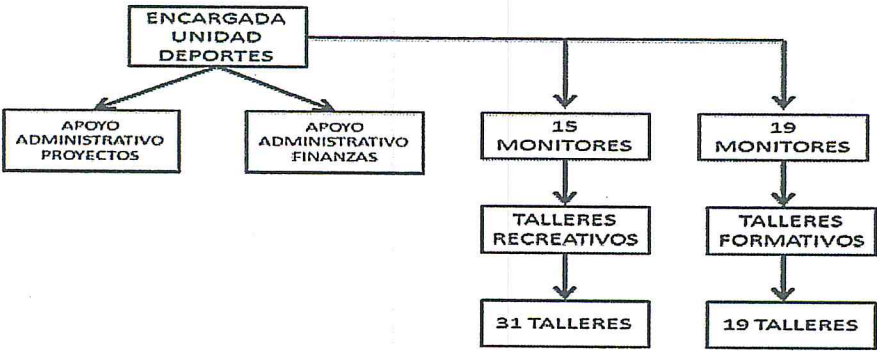 ENCARGADA
UNIDAD
DEPORTES
APOYO
ADMINISTRATIVO
PROYECTOS
APOYO
ADMINISTRATIVO
FINANZAS
15
MONITORES
19
MONITORES
TALLERES
RECREATIVOS
TALLERES
FORMATIVOS
31 TALLERES
19 TALLERES